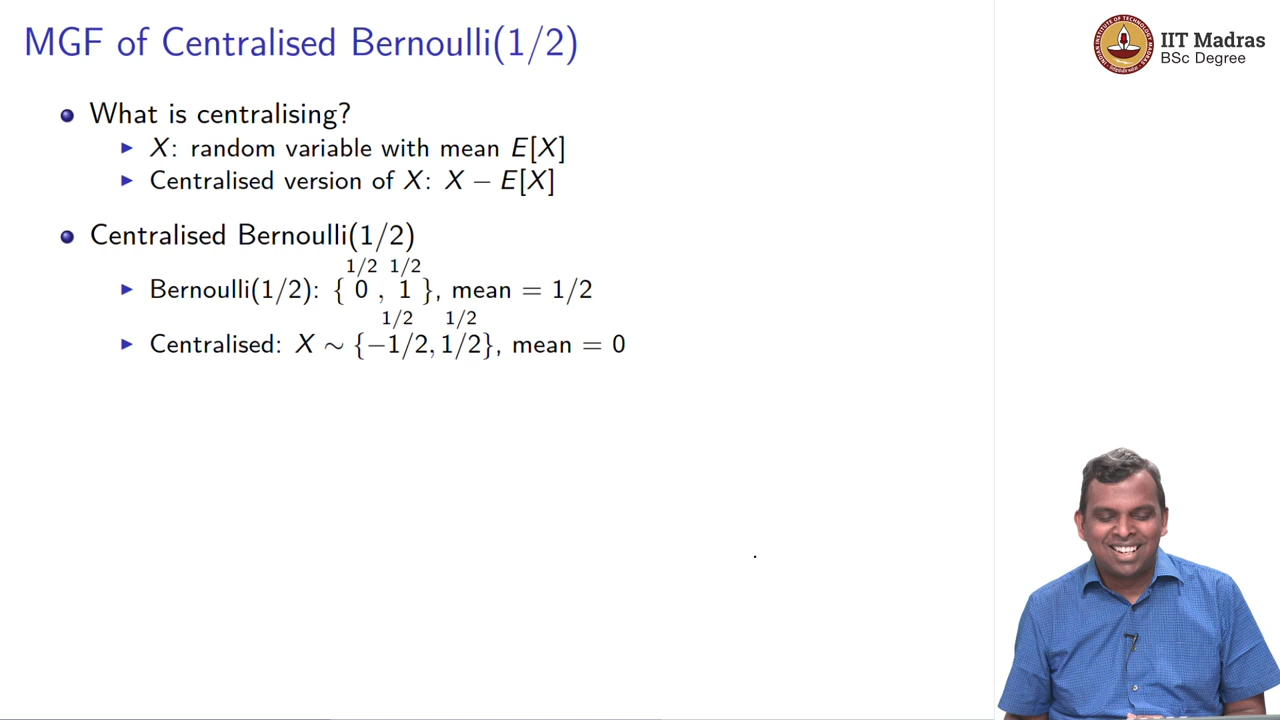 MGF of Centralised Bernoulli(1/2)
IIT Madras
BSc Degree
What is centralising?
X: random variable with mean E[X]
Centralised version of X: X − E[X]
Centralised Bernoulli(1/2)
1/2 1/2
Bernoulli(1/2): { 0 , 1 }, mean = 1/2
1/2 1/2
Centralised: X ∼ {−1/2, 1/2}, mean = 0